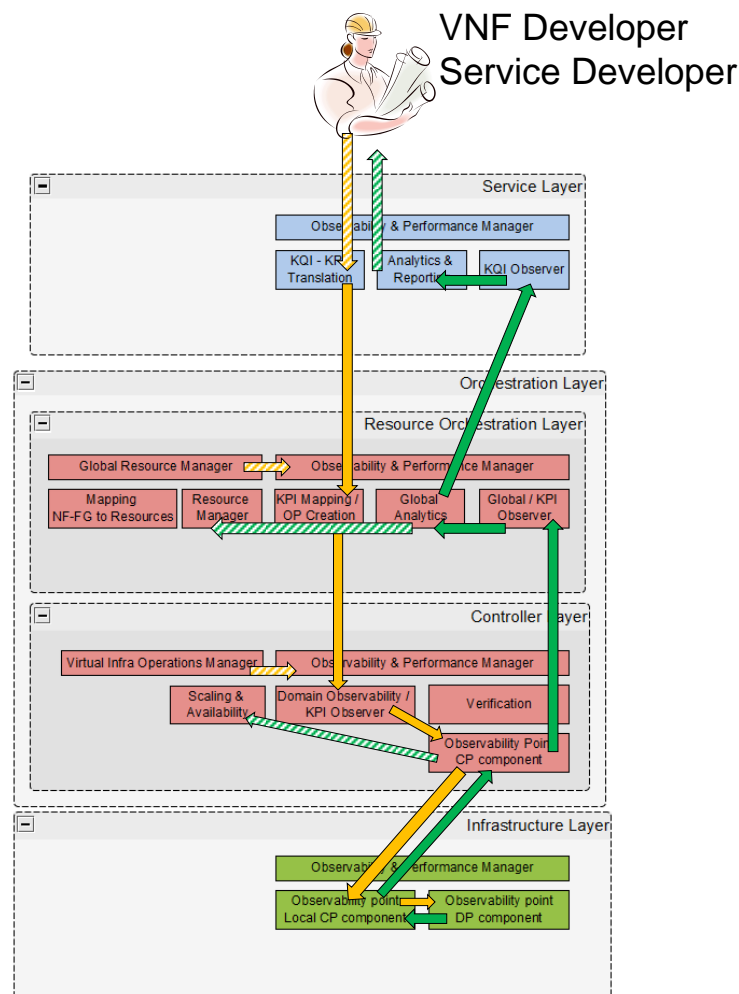 VNF Developer
Service Developer
Service Layer
Observability & Performance Manager
KQI - KPI
Translation
Analytics &
Reporting
KQI Observer
Orchestration Layer
Resource Orchestration Layer
Global Resource Manager
Observability & Performance Manager
Mapping
NF-FG to Resources
Resource
Manager
KPI Mapping /
OP Creation
Global
Analytics
Global / KPI
Observer
Controller Layer
Virtual Infra Operations Manager
Observability & Performance Manager
Scaling &
Availability
Domain Observability /
KPI Observer
Verification
Observability Point
CP component
Infrastructure Layer
Observability & Performance Manager
Observability point
Local CP component
Observability point
DP component